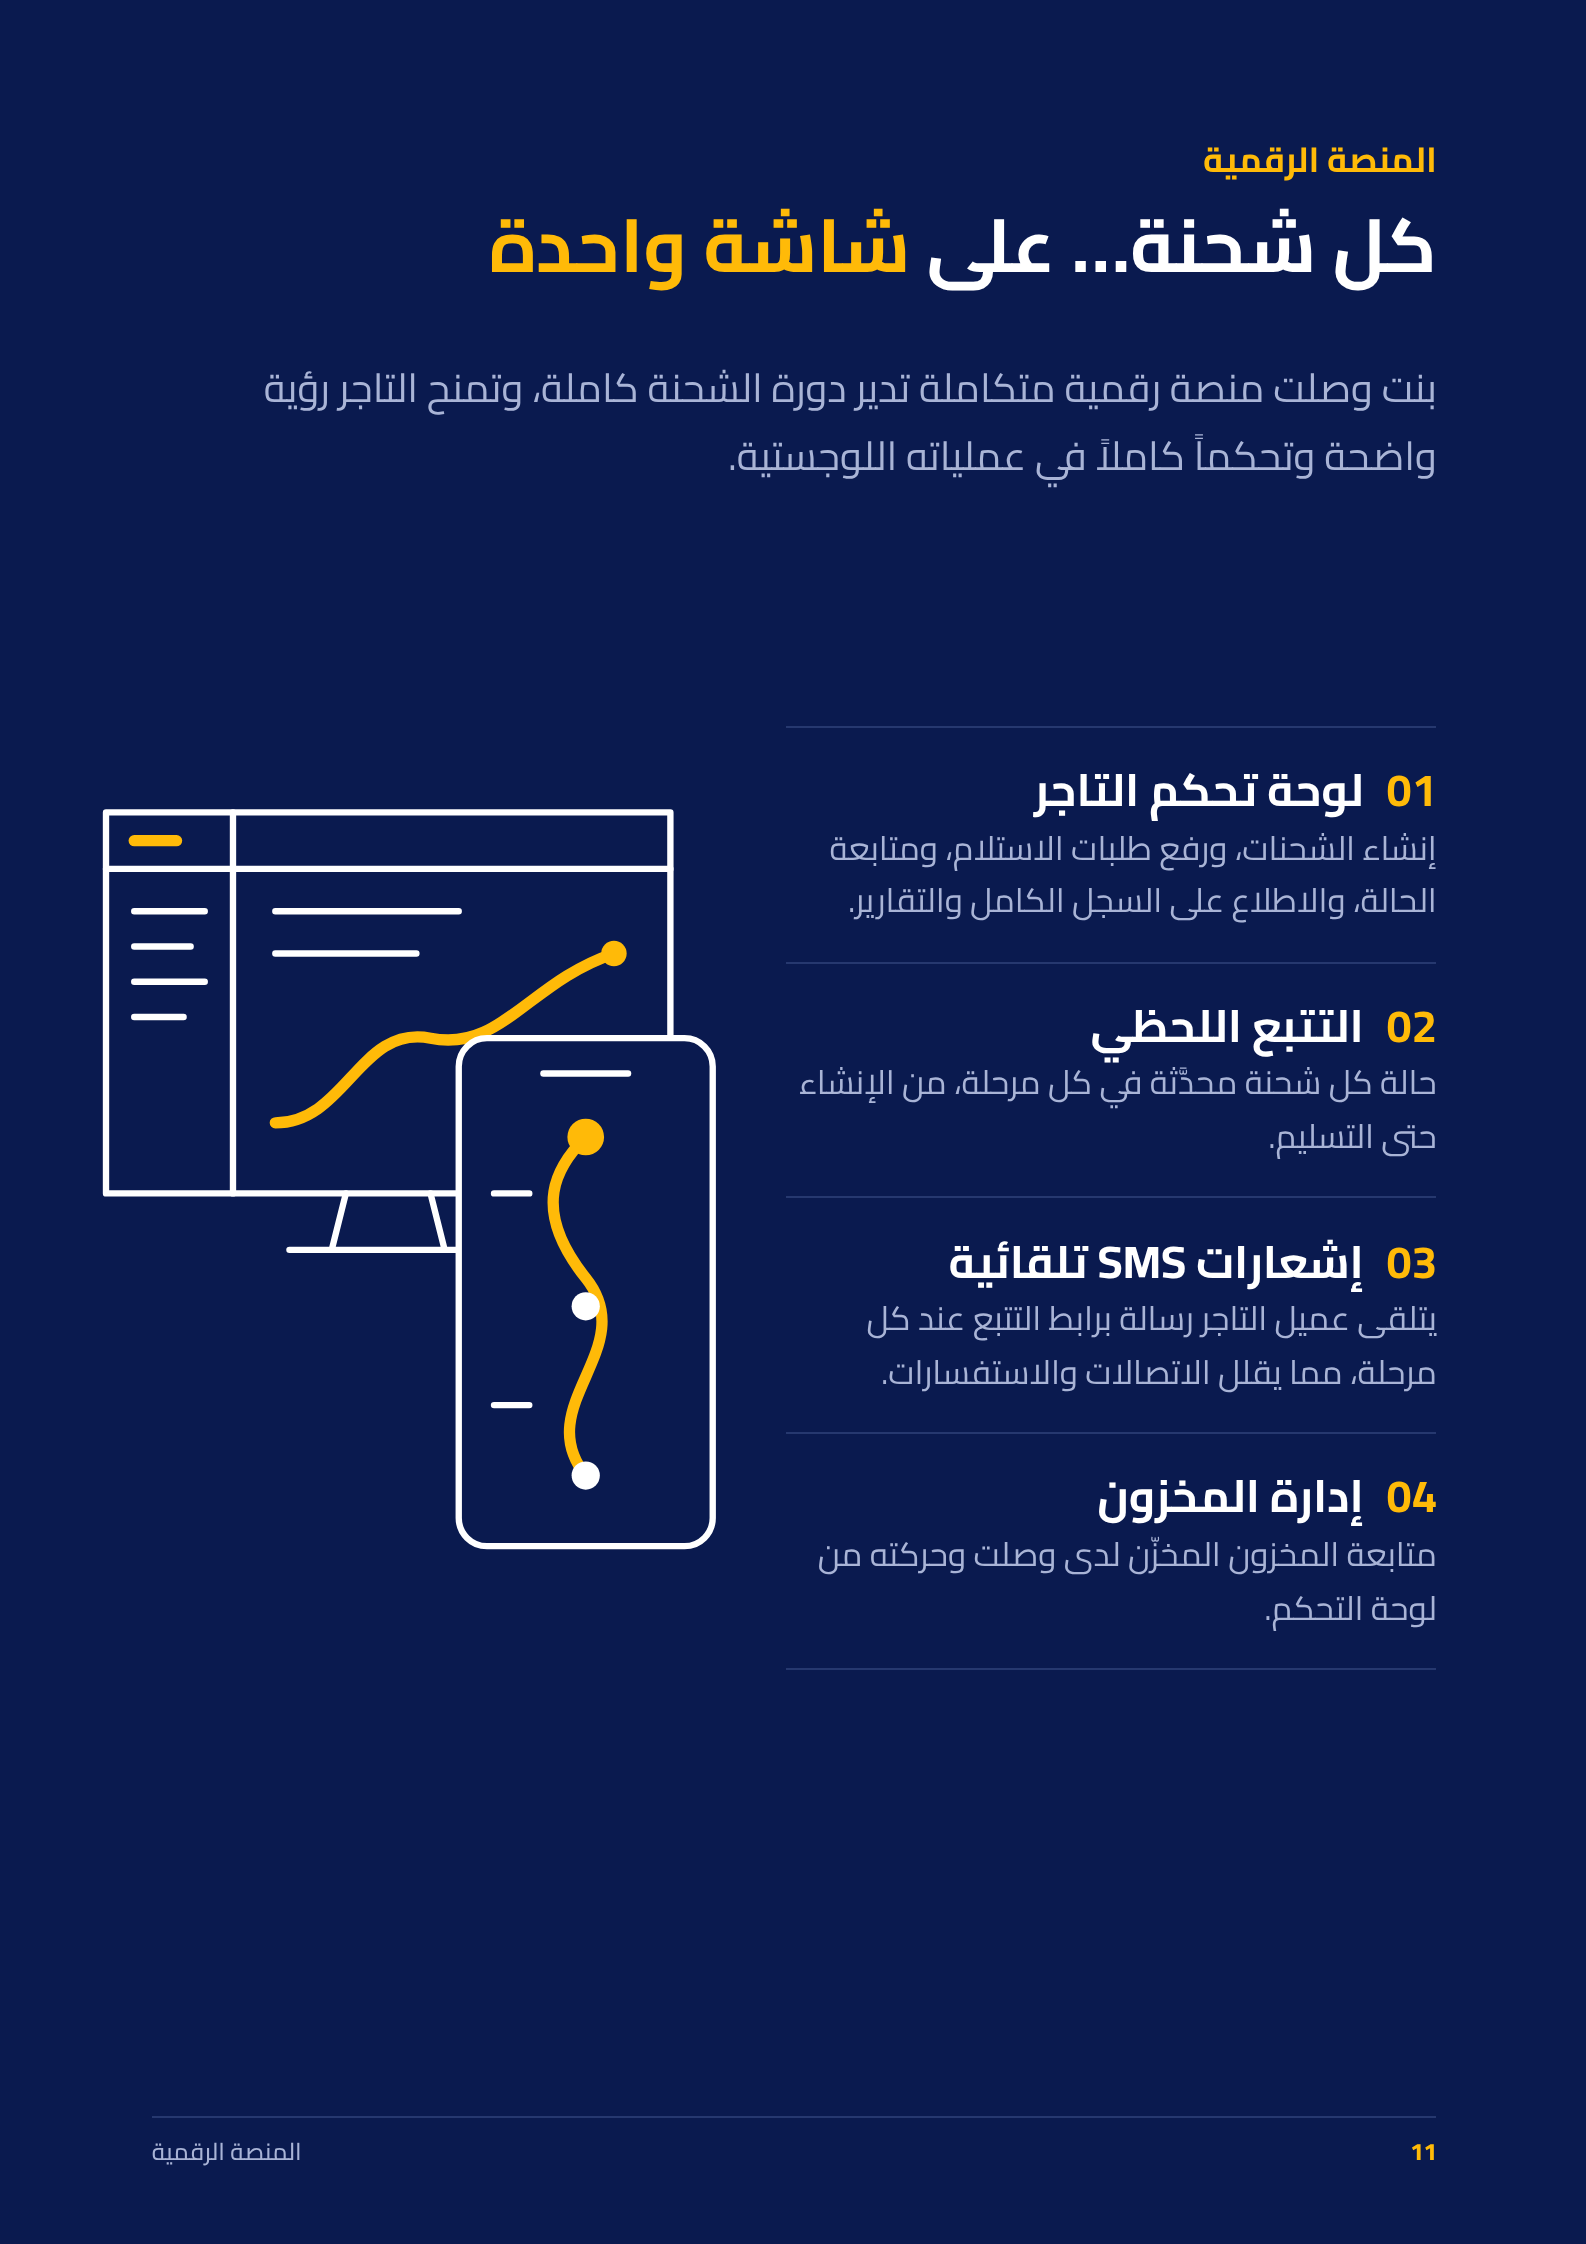 المنصة الرقمية
كل شحنة... على شاشة واحدة
بنت وصلت منصة رقمية متكاملة تدير دورة الشحنة كاملة، وتمنح التاجر رؤية
واضحة وتحكماً كاملاً في عملياته اللوجستية.
01 لوحة تحكم التاجر
إنشاء الشحنات، ورفع طلبات الاستلام، ومتابعة
الحالة، والاطلاع على السجل الكامل والتقارير.
02 التتبع اللحظي
حالة كل شحنة محدَّثة في كل مرحلة، من الإنشاء
حتى التسليم.
03 إشعارات SMS تلقائية
يتلقى عميل التاجر رسالة برابط التتبع عند كل
مرحلة، مما يقلل الاتصالات والاستفسارات.
04 إدارة المخزون
متابعة المخزون المخزّن لدى وصلت وحركته من
لوحة التحكم.
11
المنصة الرقمية